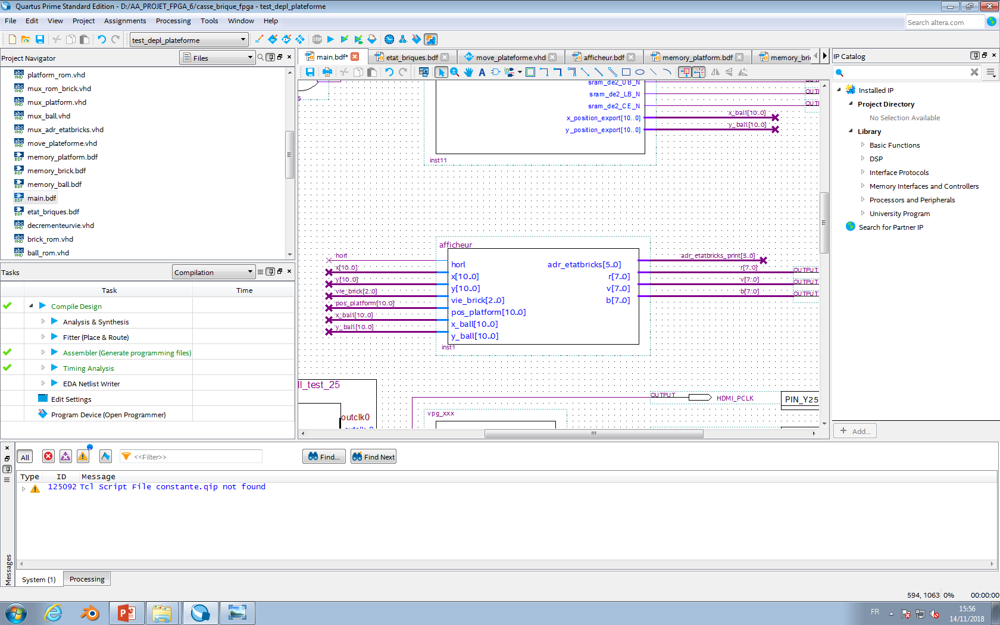 Quartus Prime Standard Edition - D:/AA_PROJET_FPGA_6/casse_brique_fpga - test_depl_plateforme
File Edit View Project Assignments Processing Tools Window Help
Search altera.com
test_depl_plateforme
Project Navigator
Files
platform_rom.vhd
mux_rom_brick.vhd
mux_platform.vhd
mux_ball.vhd
mux_adr_etatbricks.vhd
move_plateforme.vhd
memory_platform.bdf
memory_brick.bdf
memory_ball.bdf
main.bdf
etat_briques.bdf
decrementeurvie.vhd
brick_rom.vhd
ball_rom.vhd
Tasks
Compilation
Task Time
Compile Design
Analysis & Synthesis
Fitter (Place & Route)
Assembler (Generate programming files)
Timing Analysis
EDA Netlist Writer
Edit Settings
Program Device (Open Programmer)
main.bdf* etat_briques.bdf move_plateforme.vhd afficheur.bdf memory_platform.bdf memory_bri
sram_de2_UB_N
sram_de2_LB_N
sram_de2_CE_N
x_position_export[10..0]
y_position_export[10..0]
x_ball[10..0]
y_ball[10..0]
inst11
afficheur
horl
x[10..0]
y[10..0]
vie_brick[2..0]
pos_platform[10..0]
x_ball[10..0]
y_ball[10..0]
horl
x[10..0]
y[10..0]
vie_brick[2..0]
pos_platform[10..0]
x_ball[10..0]
y_ball[10..0]
adr_etatbricks[5..0]
r[7..0]
v[7..0]
b[7..0]
adr_etatbricks_print[5..0]
r[7..0]
v[7..0]
b[7..0]
OUTPUT
OUTPUT
OUTPUT
inst1
ll_test_25
outclk0
OUTPUT
HDMI_PCLK
PIN_Y25
vpg_xxx
IP Catalog
Installed IP
Project Directory
No Selection Available
Library
Basic Functions
DSP
Interface Protocols
Memory Interfaces and Controllers
Processors and Peripherals
University Program
Search for Partner IP
+ Add...
Messages
All
<<Filter>>
Find...
Find Next
Type ID Message
125092 Tcl Script File constante.qip not found
System (1) Processing
594, 1063 0% 00:00:00
FR
15:56
14/11/2018